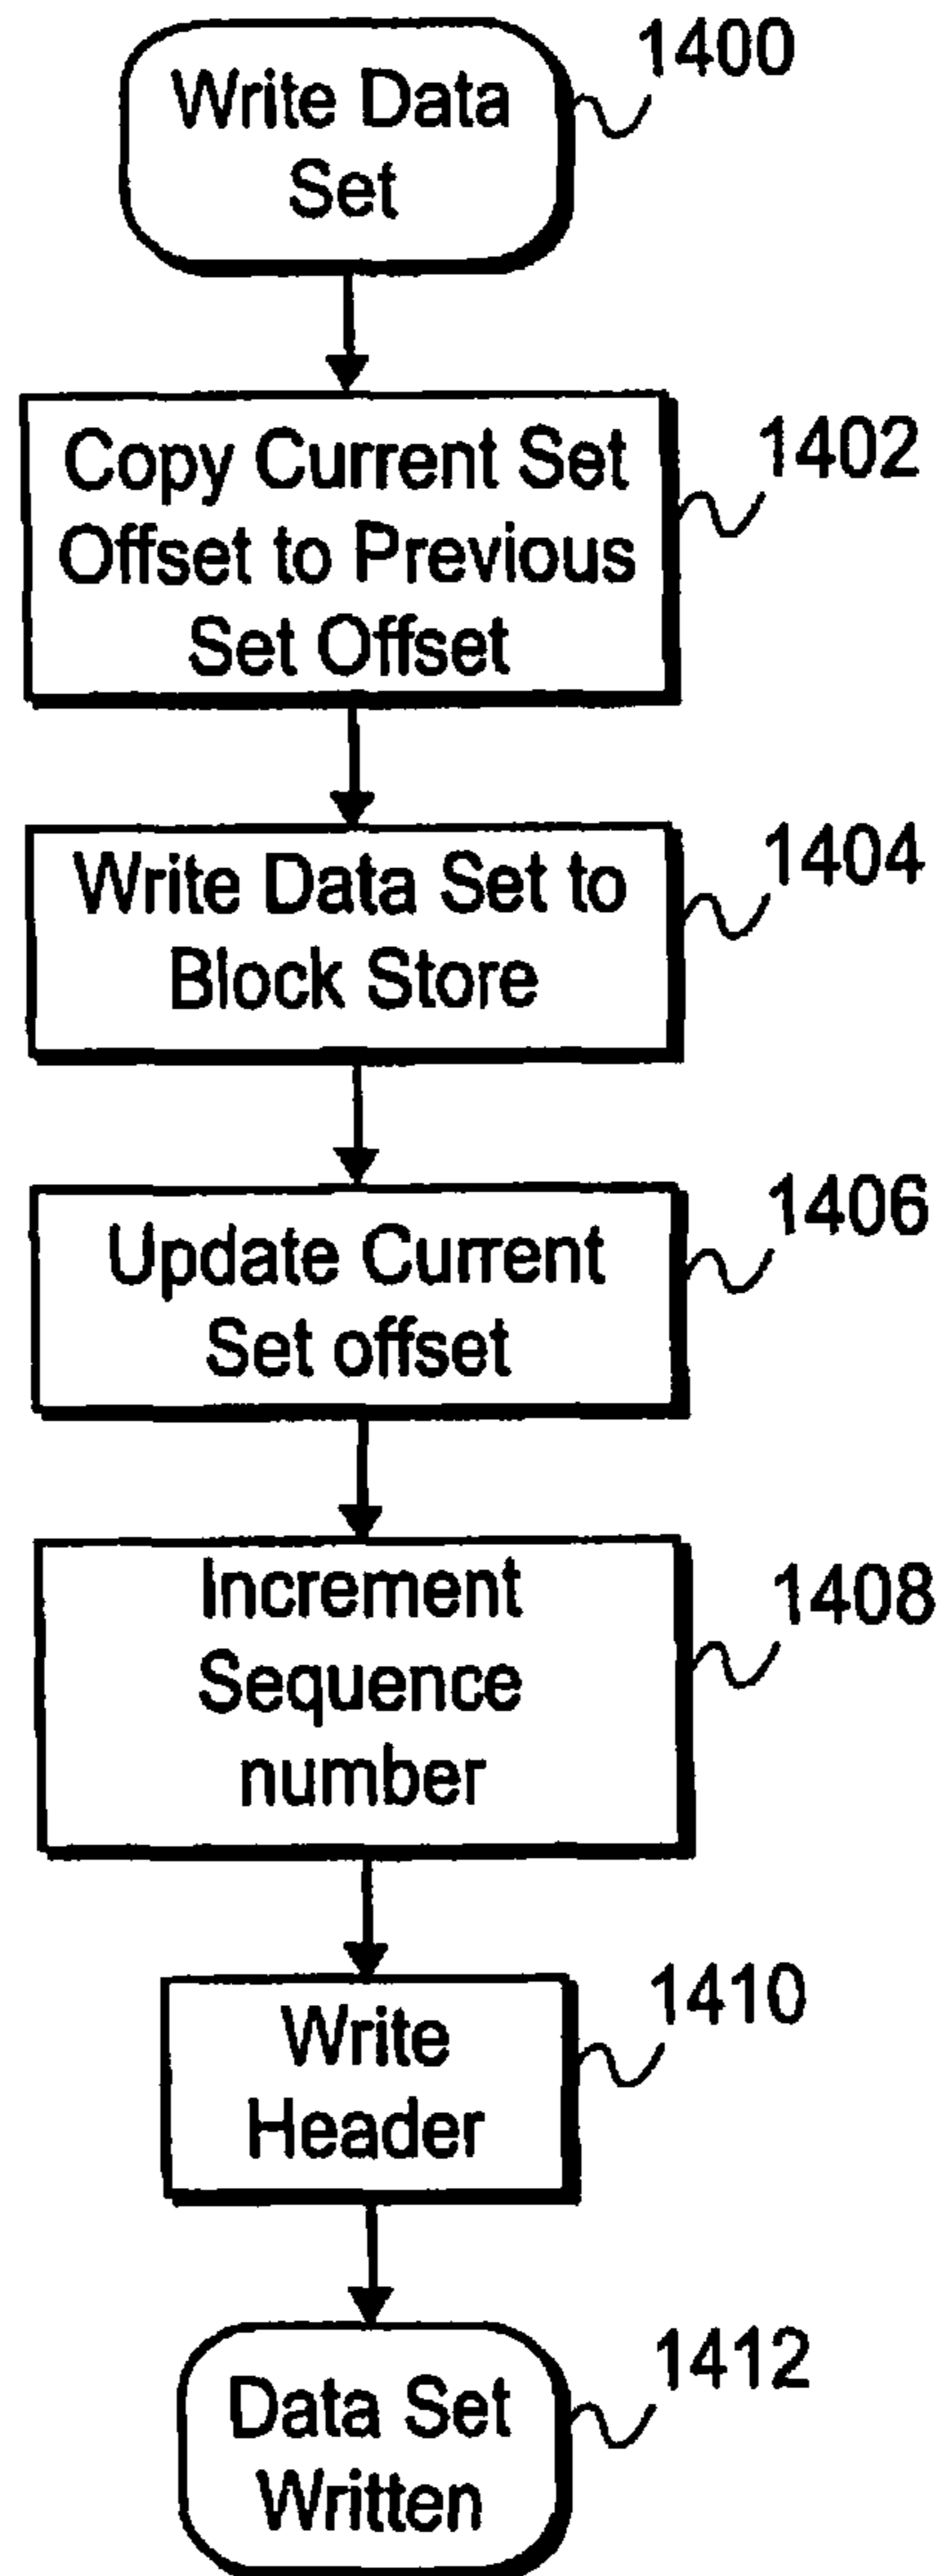 1400
Write Data
Set
1402
Copy Current Set
Offset to Previous
Set Offset
1404
Write Data Set to
Block Store
1406
Update Current
Set offset
1408
Increment
Sequence
number
1410
Write
Header
1412
Data Set
Written